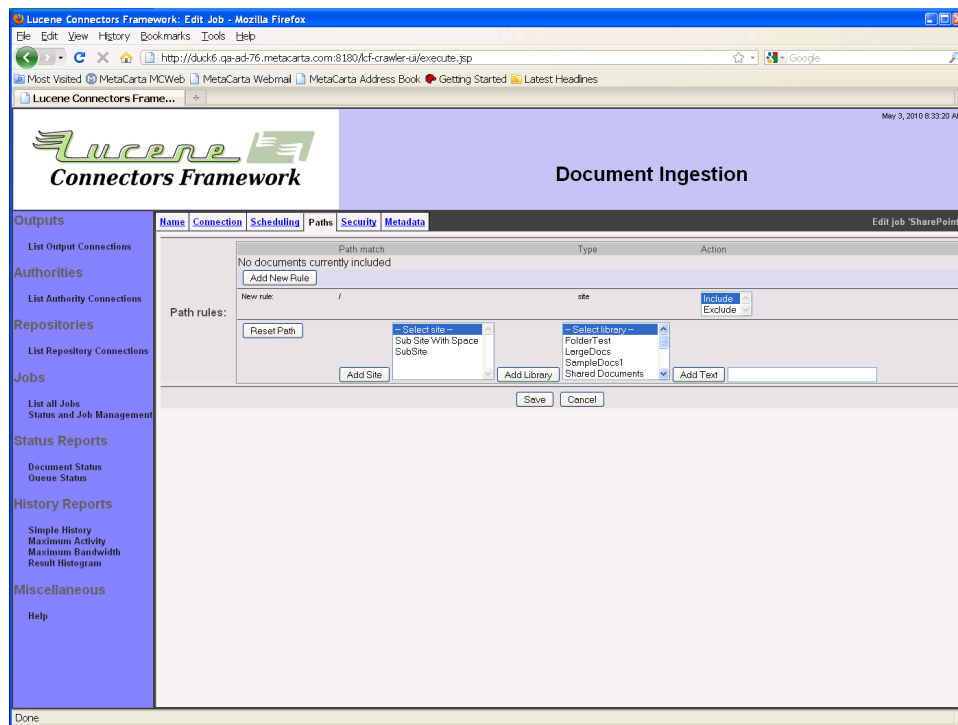 Lucene Connectors Framework: Edit Job - Mozilla Firefox
File Edit View History Bookmarks Tools Help
http://duck6.qa-ad-76.metacarta.com:8180/lcf-crawler-ui/execute.jsp
Google
Most Visited MetaCarta MCWeb MetaCarta Webmail MetaCarta Address Book Getting Started Latest Headlines
Lucene Connectors Frame...
May 3, 2010 8:33:20 A
Lucene
Connectors Framework
Document Ingestion
Name Connection Scheduling Paths Security Metadata
Edit job 'SharePoint
Outputs
List Output Connections
Authorities
List Authority Connections
Repositories
List Repository Connections
Jobs
List all Jobs
Status and Job Management
Status Reports
Document Status
Queue Status
History Reports
Simple History
Maximum Activity
Maximum Bandwidth
Result Histogram
Miscellaneous
Help
Path rules:
Path match Type Action
No documents currently included
Add New Rule
New rule: / site
Include
Exclude
Reset Path
Add Site
-- Select site --
Sub Site With Space
SubSite
Add Library
-- Select library --
FolderTest
LargeDocs
SampleDocs1
Shared Documents
Add Text
Save Cancel
Done